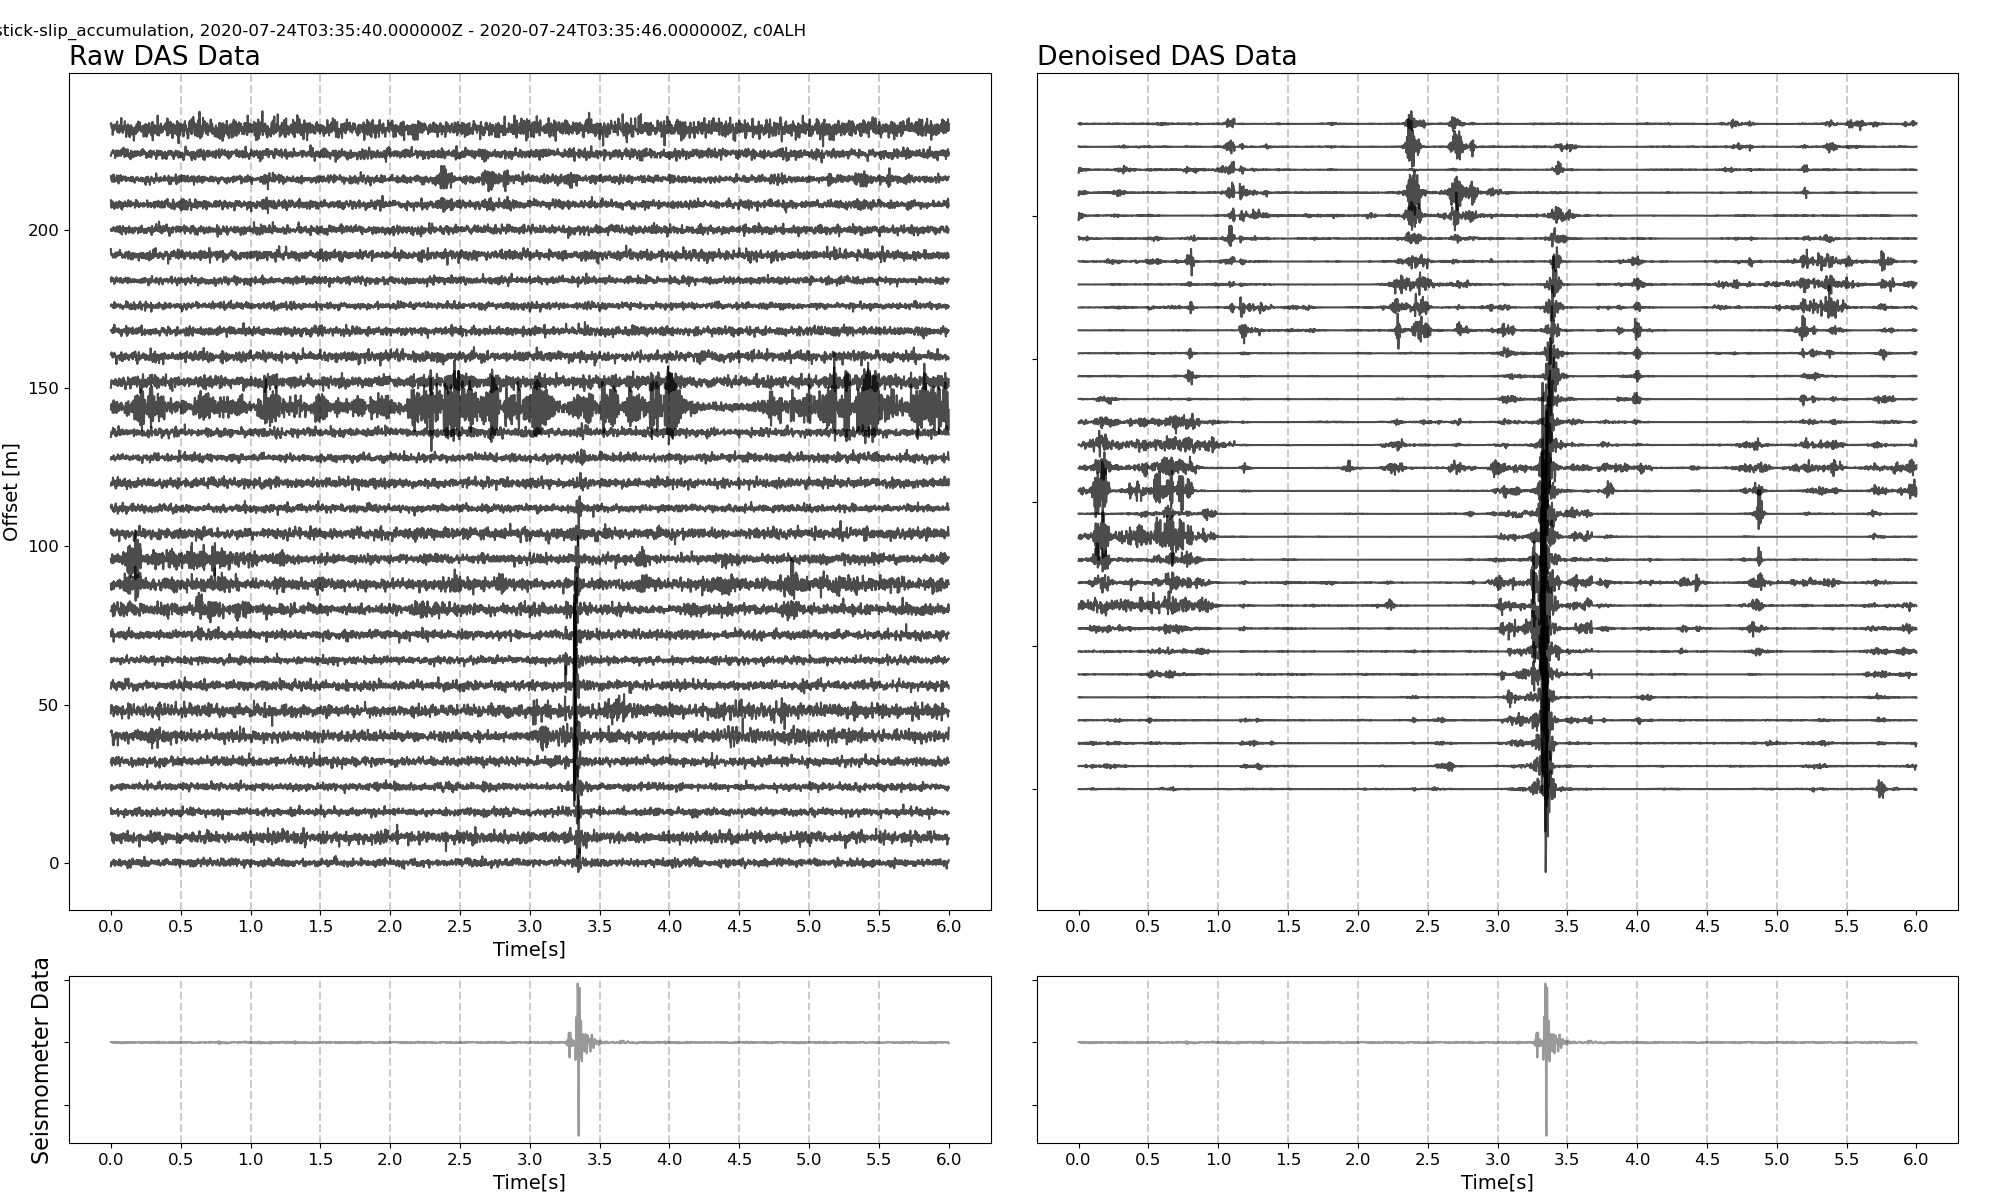 stick-slip_accumulation, 2020-07-24T03:35:40.000000Z - 2020-07-24T03:35:46.000000Z, c0ALH
Raw DAS Data
Denoised DAS Data
Offset [m]
200
150
100
50
0
0.0 0.5 1.0 1.5 2.0 2.5 3.0 3.5 4.0 4.5 5.0 5.5 6.0
Time[s]
0.0 0.5 1.0 1.5 2.0 2.5 3.0 3.5 4.0 4.5 5.0 5.5 6.0
Seismometer Data
0.0 0.5 1.0 1.5 2.0 2.5 3.0 3.5 4.0 4.5 5.0 5.5 6.0
Time[s]
0.0 0.5 1.0 1.5 2.0 2.5 3.0 3.5 4.0 4.5 5.0 5.5 6.0
Time[s]